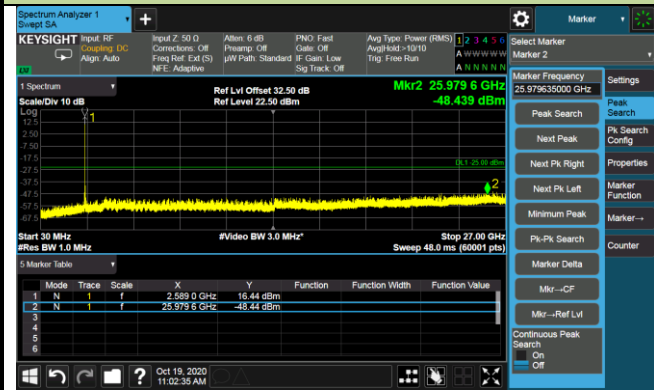 Spectrum Analyzer 1
Swept SA
+
Marker
KEYSIGHT
Input: RF
Coupling: DC
Align: Auto
Input Z: 50 Ω
Corrections: Off
Freq Ref: Ext (S)
NFE: Adaptive
Atten: 6 dB
Preamp: Off
µW Path: Standard
PNO: Fast
Gate: Off
IF Gain: Low
Sig Track: Off
Avg Type: Power (RMS)
Avg|Hold:>10/10
Trig: Free Run
1 2 3 4 5 6
A W W W W W
A N N N N N
Select Marker
Marker 2
1 Spectrum
Scale/Div 10 dB
Ref Lvl Offset 32.50 dB
Ref Level 22.50 dBm
Mkr2 25.979 6 GHz
-48.439 dBm
Log
12.5
2.50
-7.50
-17.5
-27.5
-37.5
-47.5
-57.5
-67.5
1
DL1 -25.00 dBm
2
Start 30 MHz
#Res BW 1.0 MHz
#Video BW 3.0 MHz*
Stop 27.00 GHz
Sweep 48.0 ms (60001 pts)
5 Marker Table
Mode Trace Scale X Y Function Function Width Function Value
1 N 1 f 2.589 0 GHz 16.44 dBm
2 N 1 f 25.979 6 GHz -48.44 dBm
3
4
5
6
Marker Frequency
25.979635000 GHz
Peak Search
Next Peak
Next Pk Right
Next Pk Left
Minimum Peak
Pk-Pk Search
Marker Delta
Mkr→CF
Mkr→Ref Lvl
Continuous Peak
Search
On
Off
Settings
Peak
Search
Pk Search
Config
Properties
Marker
Function
Marker→
Counter
?
Oct 19, 2020
11:02:35 AM